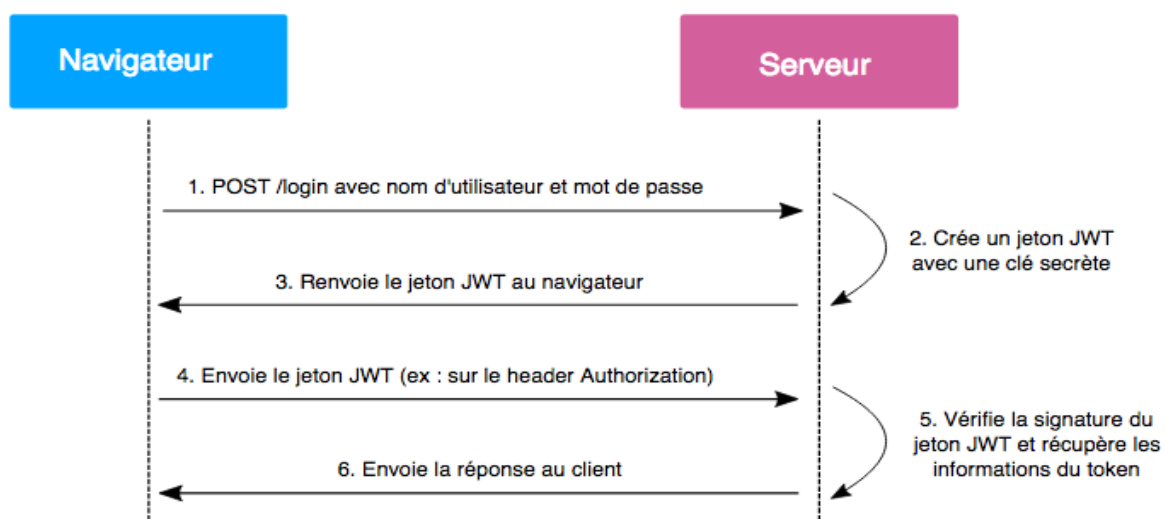 Navigateur
Serveur
1. POST /login avec nom d'utilisateur et mot de passe
2. Crée un jeton JWT
avec une clé secrète
3. Renvoie le jeton JWT au navigateur
4. Envoie le jeton JWT (ex : sur le header Authorization)
5. Vérifie la signature du
jeton JWT et récupère les
informations du token
6. Envoie la réponse au client